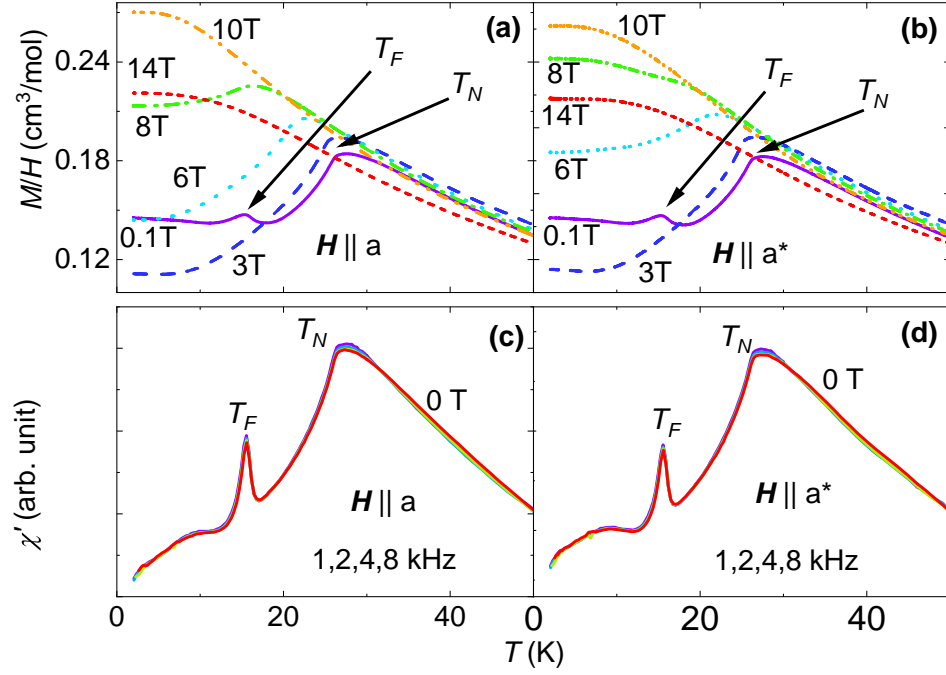 (a)
10T
T_F
T_N
14T
8T
6T
0.1T
3T
H || a
M/H (cm³/mol)
0.24
0.18
0.12
(b)
10T
8T
T_F
T_N
14T
6T
0.1T
3T
H || a*
(c)
T_N
0 T
T_F
H || a
1,2,4,8 kHz
χ′ (arb. unit)
(d)
T_N
0 T
T_F
H || a*
1,2,4,8 kHz
0 20 40 0 20 40
T (K)